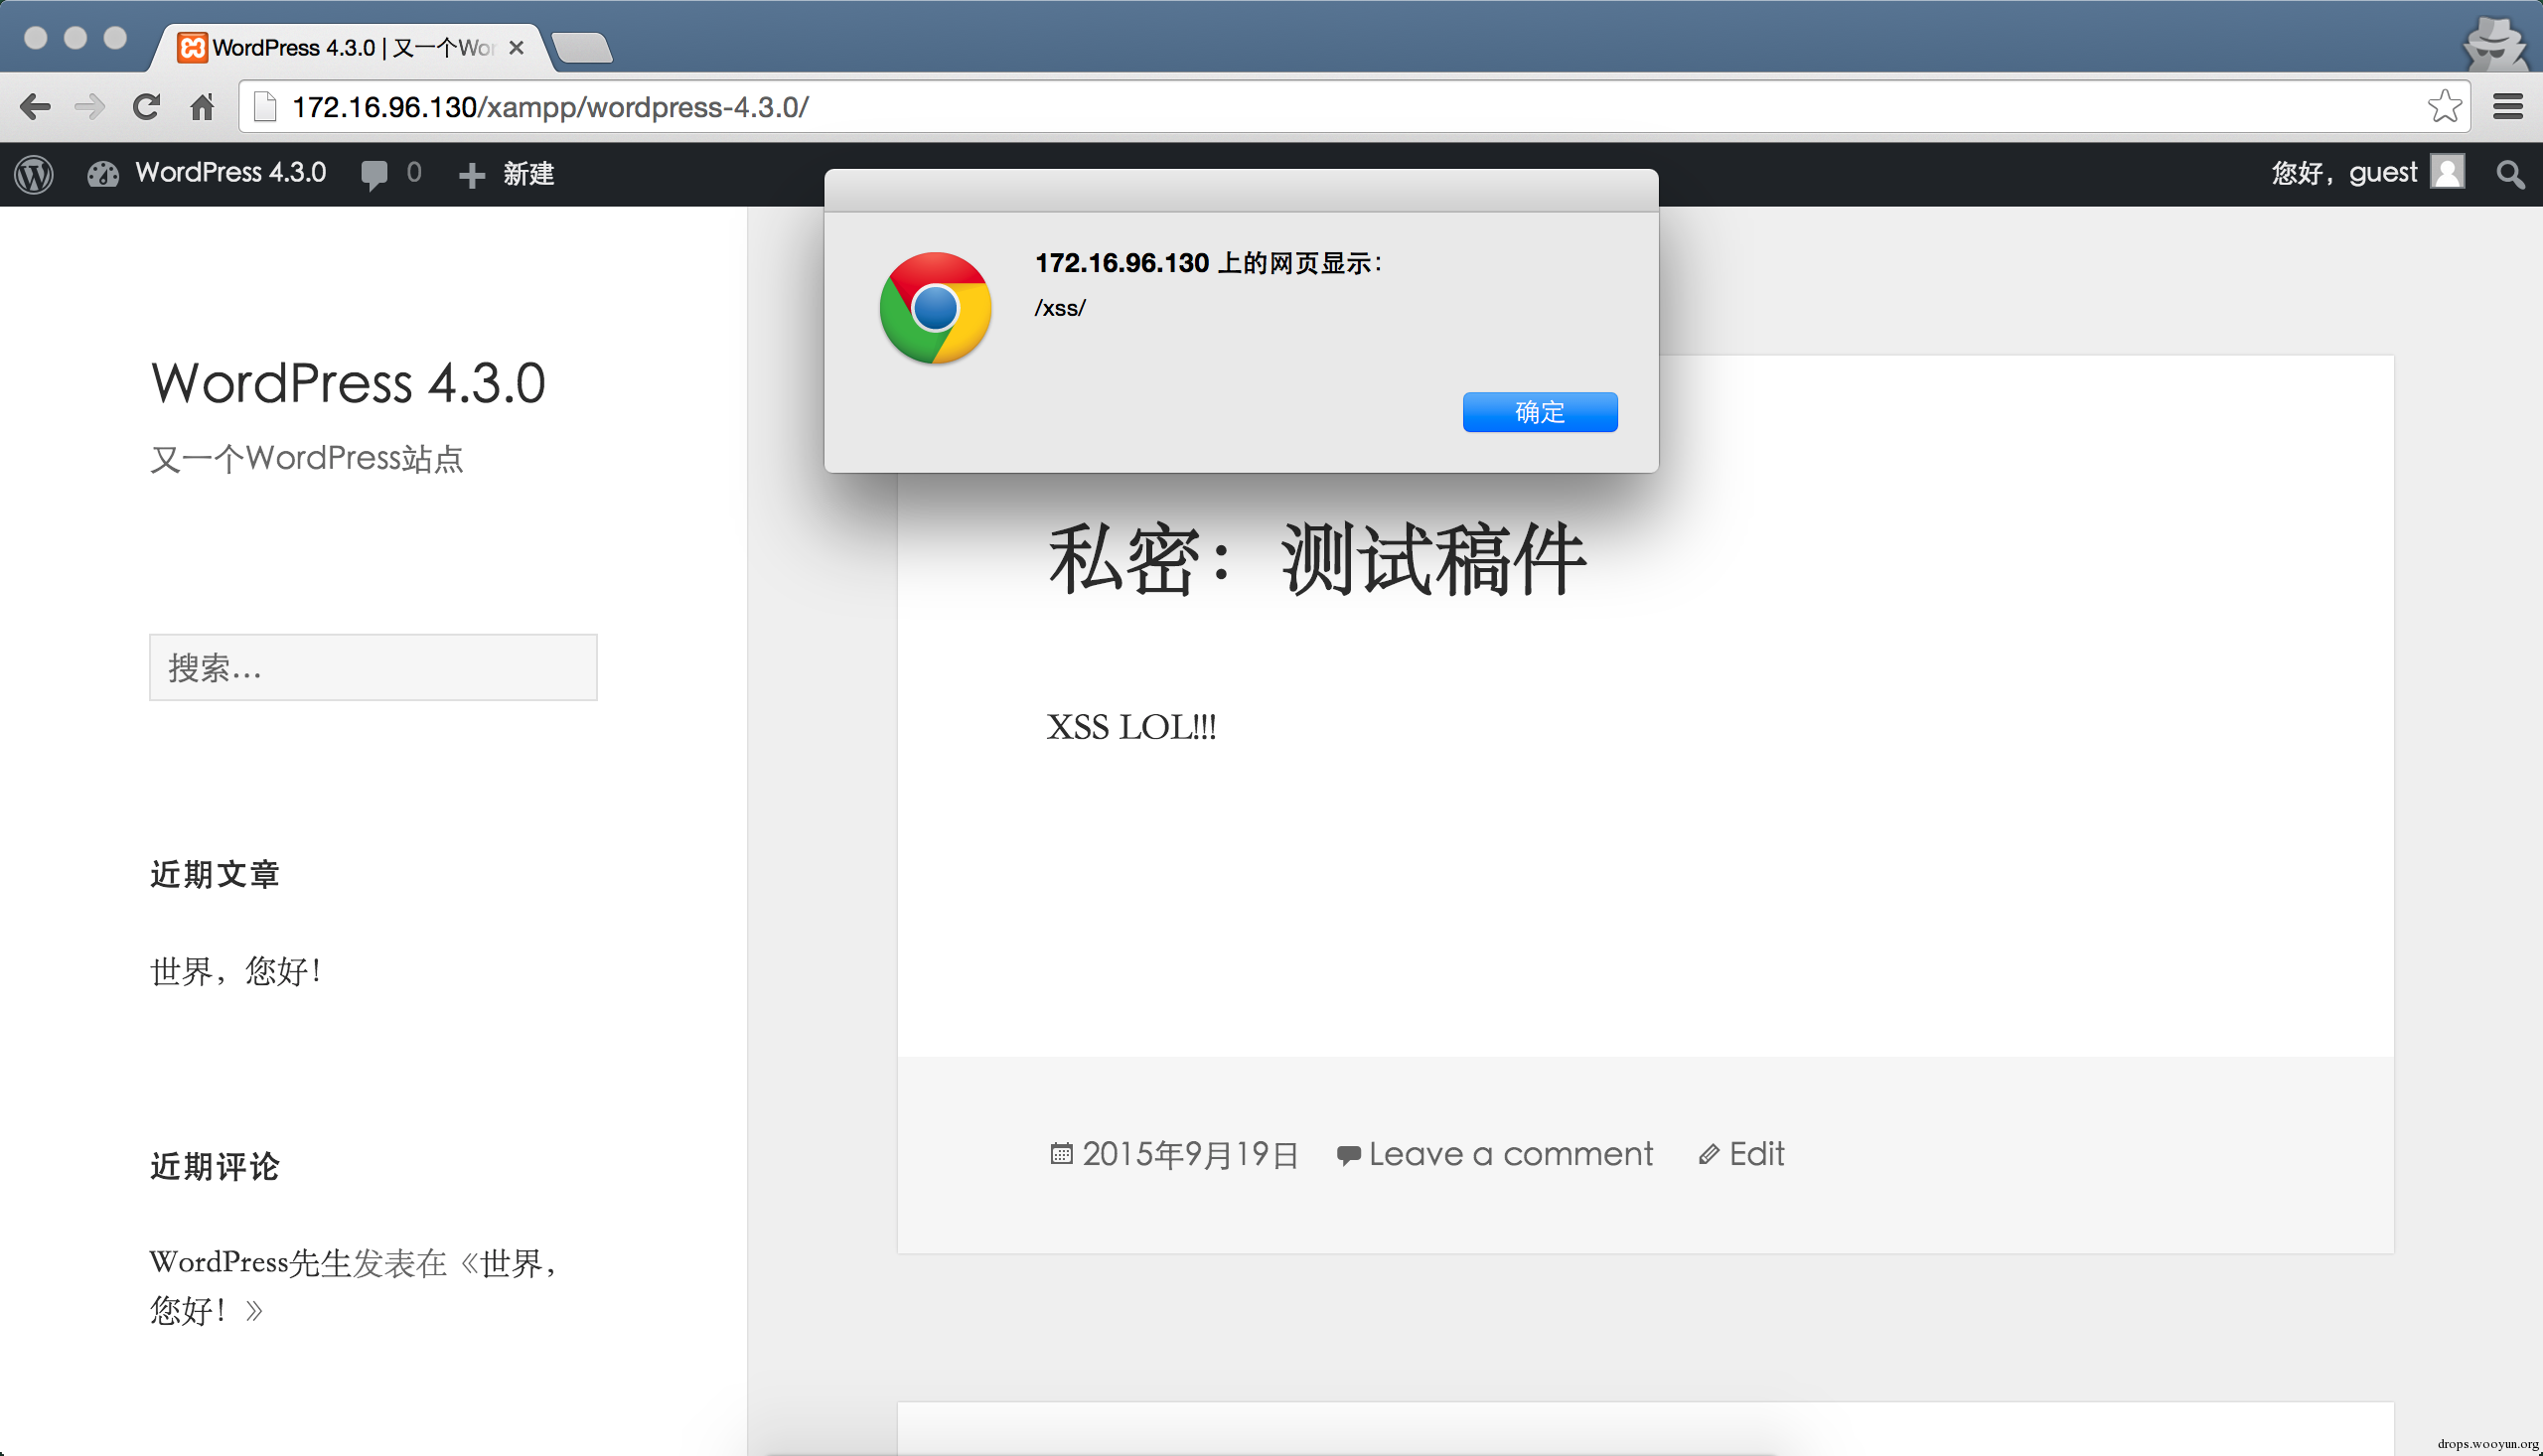 WordPress 4.3.0 | 又一个Wor
172.16.96.130/xampp/wordpress-4.3.0/
WordPress 4.3.0 0 新建 您好，guest
172.16.96.130 上的网页显示：
/xss/
确定
WordPress 4.3.0
又一个WordPress站点
搜索…
近期文章
世界，您好！
近期评论
WordPress先生发表在《世界，
您好！》
私密：测试稿件
XSS LOL!!!
2015年9月19日 Leave a comment Edit
drops.wooyun.org